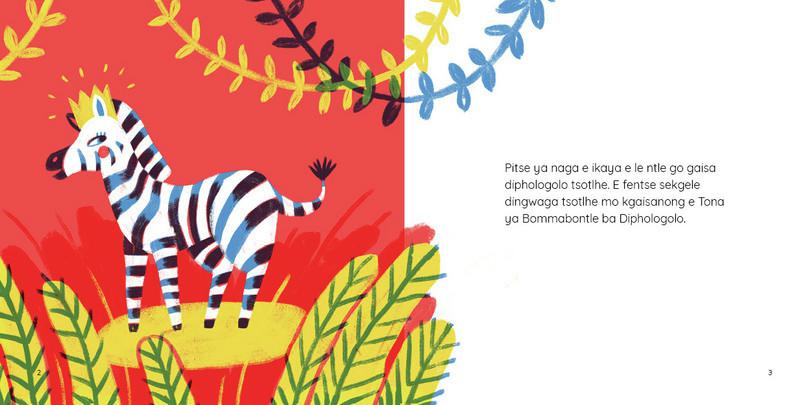 Pitse ya naga e ikaya e le ntle go gaisa
diphologolo tsotlhe. E fentse sekgele
dingwaga tsotlhe mo kgaisanong e Tona
ya Bommabontle ba Diphologolo.
2
3